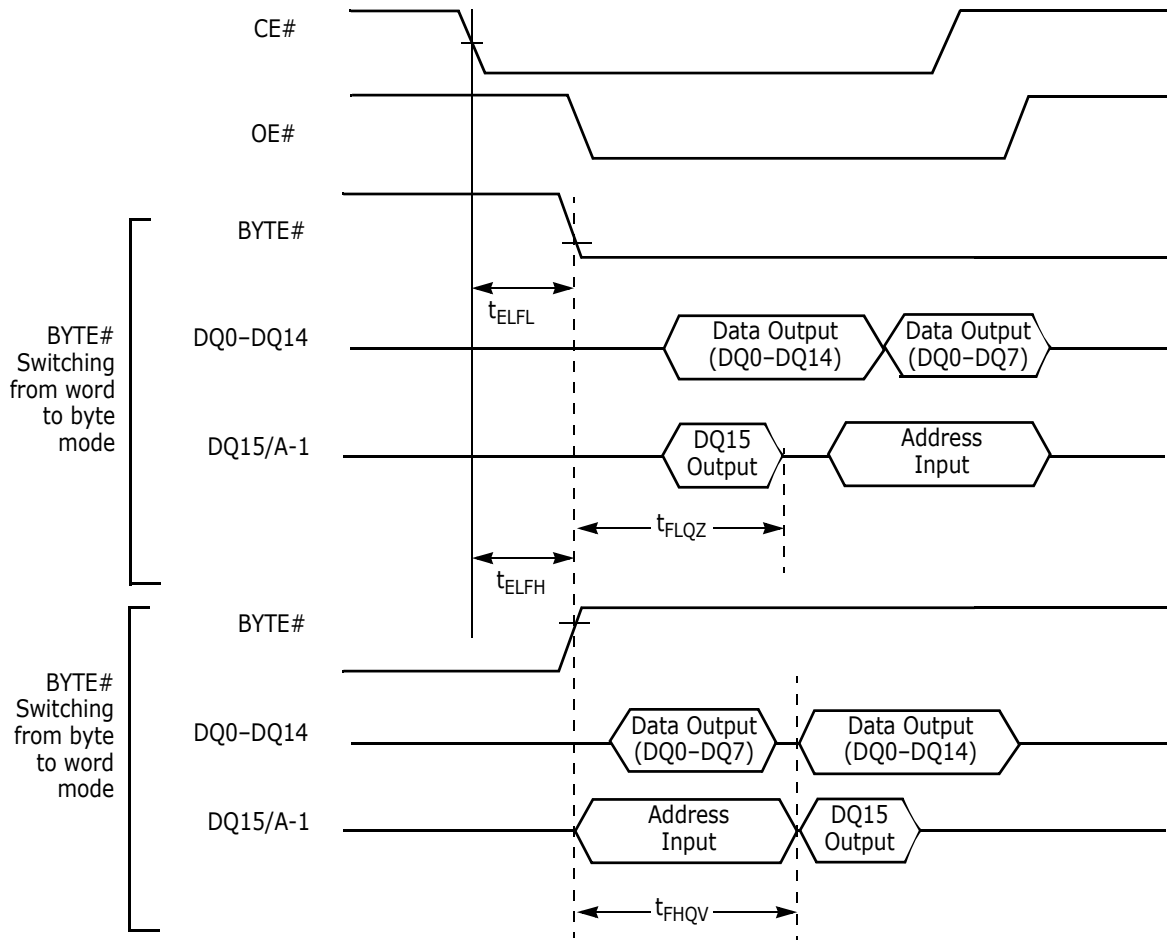 CE#
OE#
BYTE#
tELFL
BYTE#
Switching
from word
to byte
mode
DQ0–DQ14
Data Output
(DQ0–DQ14)
Data Output
(DQ0–DQ7)
DQ15/A-1
DQ15
Output
Address
Input
tFLQZ
tELFH
BYTE#
BYTE#
Switching
from byte
to word
mode
DQ0–DQ14
Data Output
(DQ0–DQ7)
Data Output
(DQ0–DQ14)
DQ15/A-1
Address
Input
DQ15
Output
tFHQV